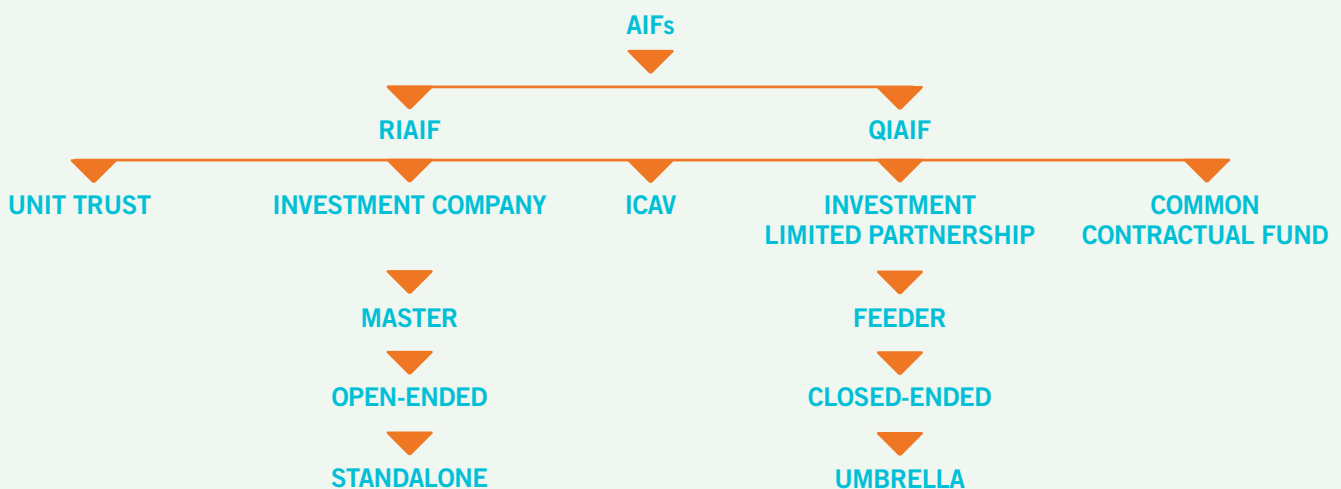 AIFs
RIAIF
QIAIF
UNIT TRUST
INVESTMENT COMPANY
ICAV
INVESTMENT
LIMITED PARTNERSHIP
COMMON
CONTRACTUAL FUND
MASTER
FEEDER
OPEN-ENDED
CLOSED-ENDED
STANDALONE
UMBRELLA